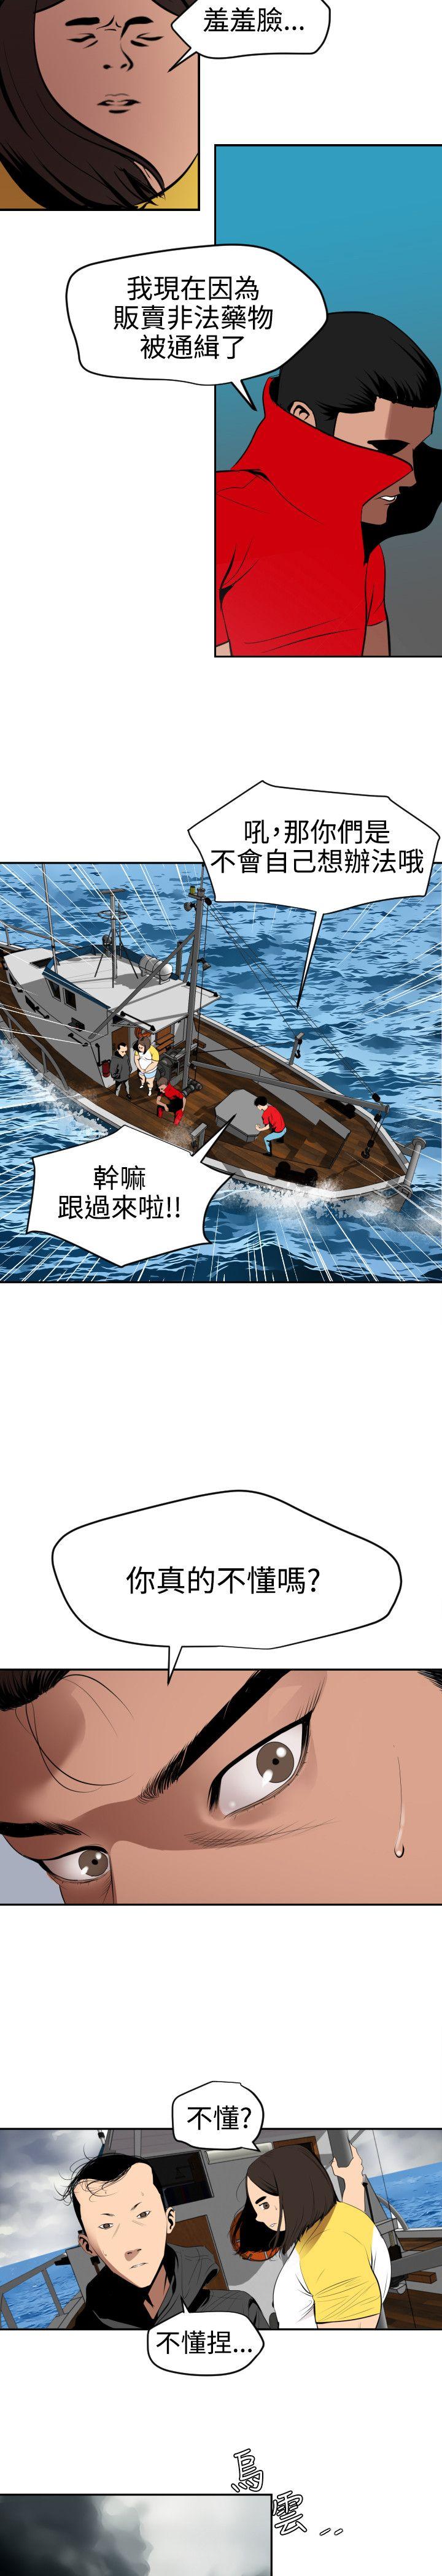 羞羞臉...
我現在因為
販賣非法藥物
被通緝了
吼，那你們是
不會自己想辦法哦
幹嘛
跟過來啦!!
你真的不懂嗎?
不懂?
不懂捏...
烏
雲...